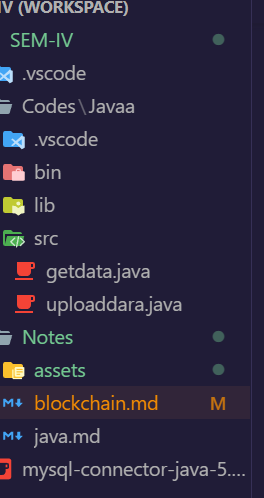 IV (WORKSPACE)
SEM-IV
.vscode
Codes\Javaa
.vscode
bin
lib
src
getdata.java
uploaddara.java
Notes
assets
blockchain.md M
java.md
mysql-connector-java-5....